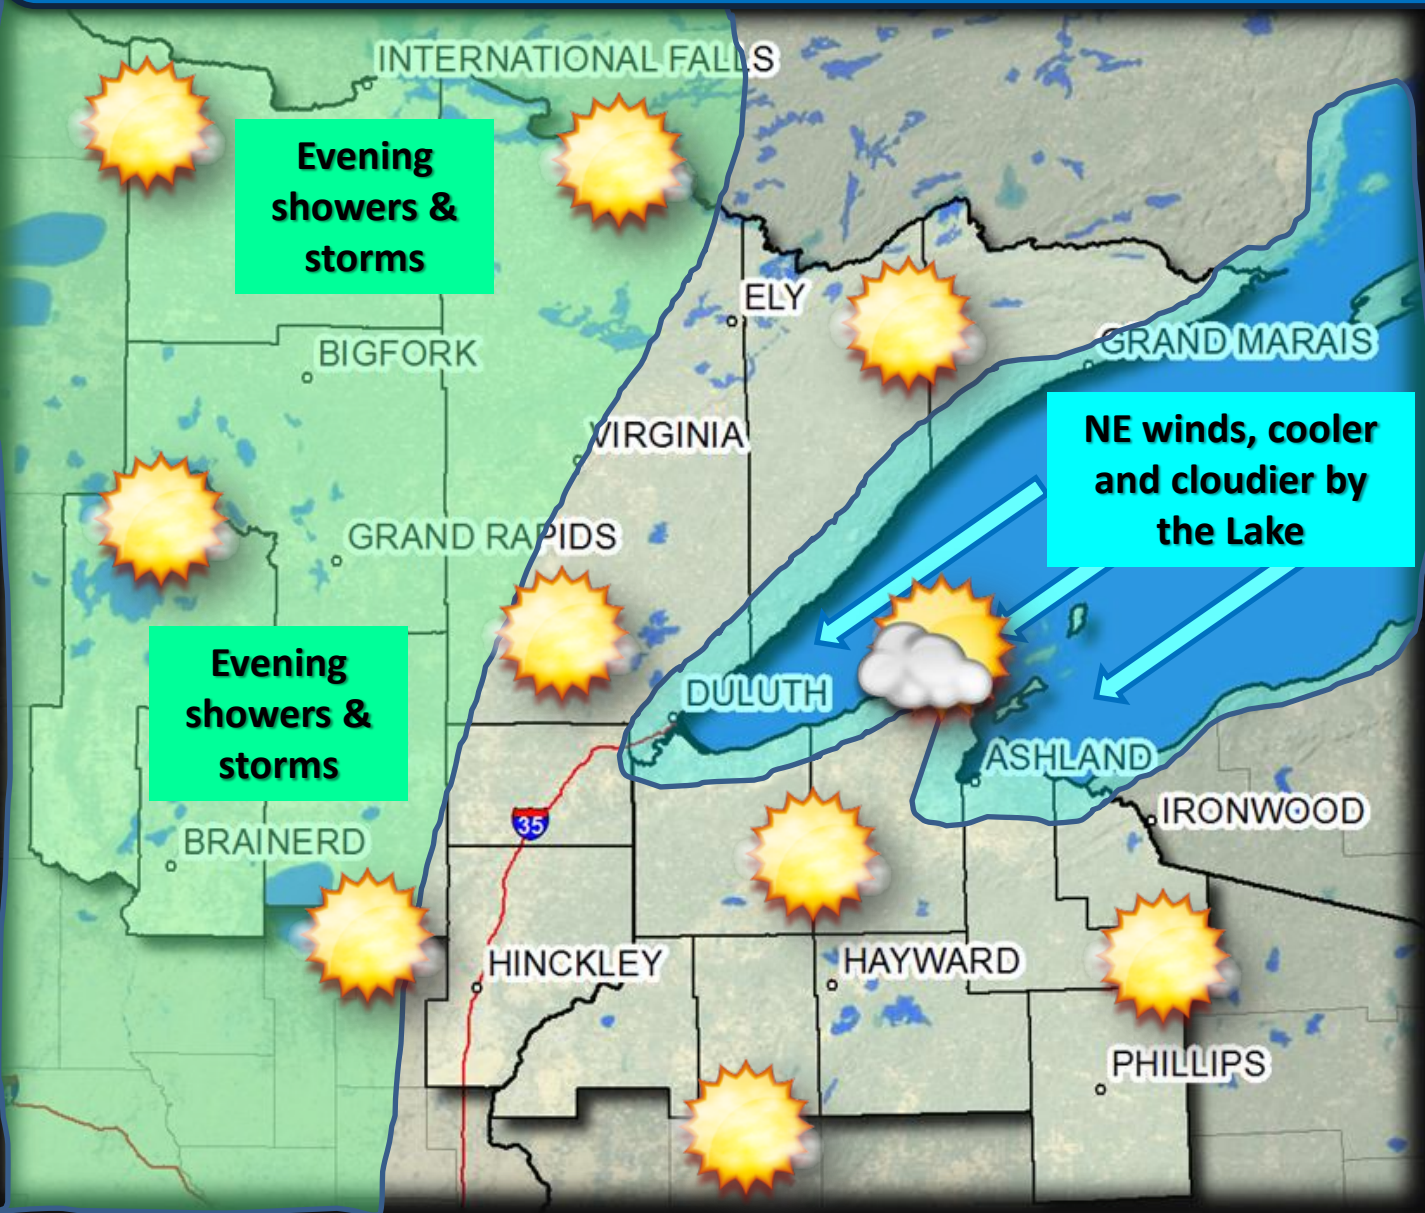 INTERNATIONAL FALLS
Evening
showers &
storms
ELY
BIGFORK
GRAND MARAIS
VIRGINIA
NE winds, cooler
and cloudier by
the Lake
GRAND RAPIDS
Evening
showers &
storms
DULUTH
ASHLAND
IRONWOOD
35
BRAINERD
HINCKLEY
HAYWARD
PHILLIPS